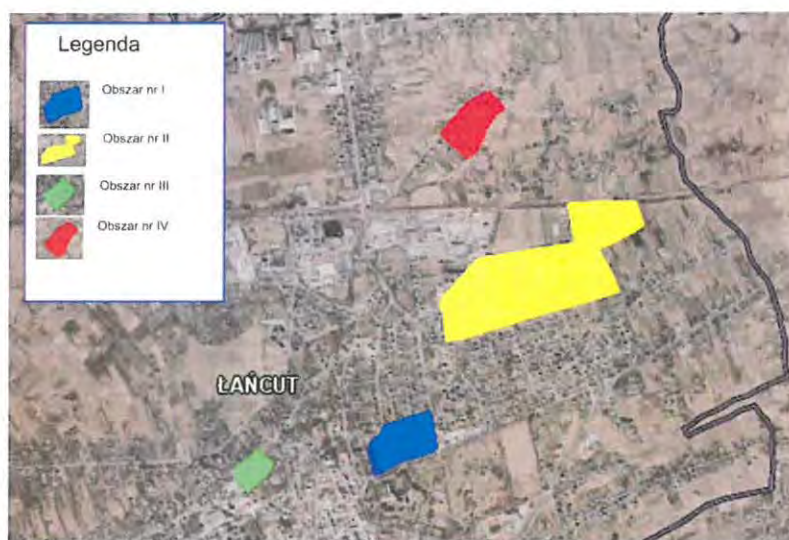 Legenda
Obszar nr I
Obszar nr II
Obszar nr III
Obszar nr IV
ŁAŃCUT